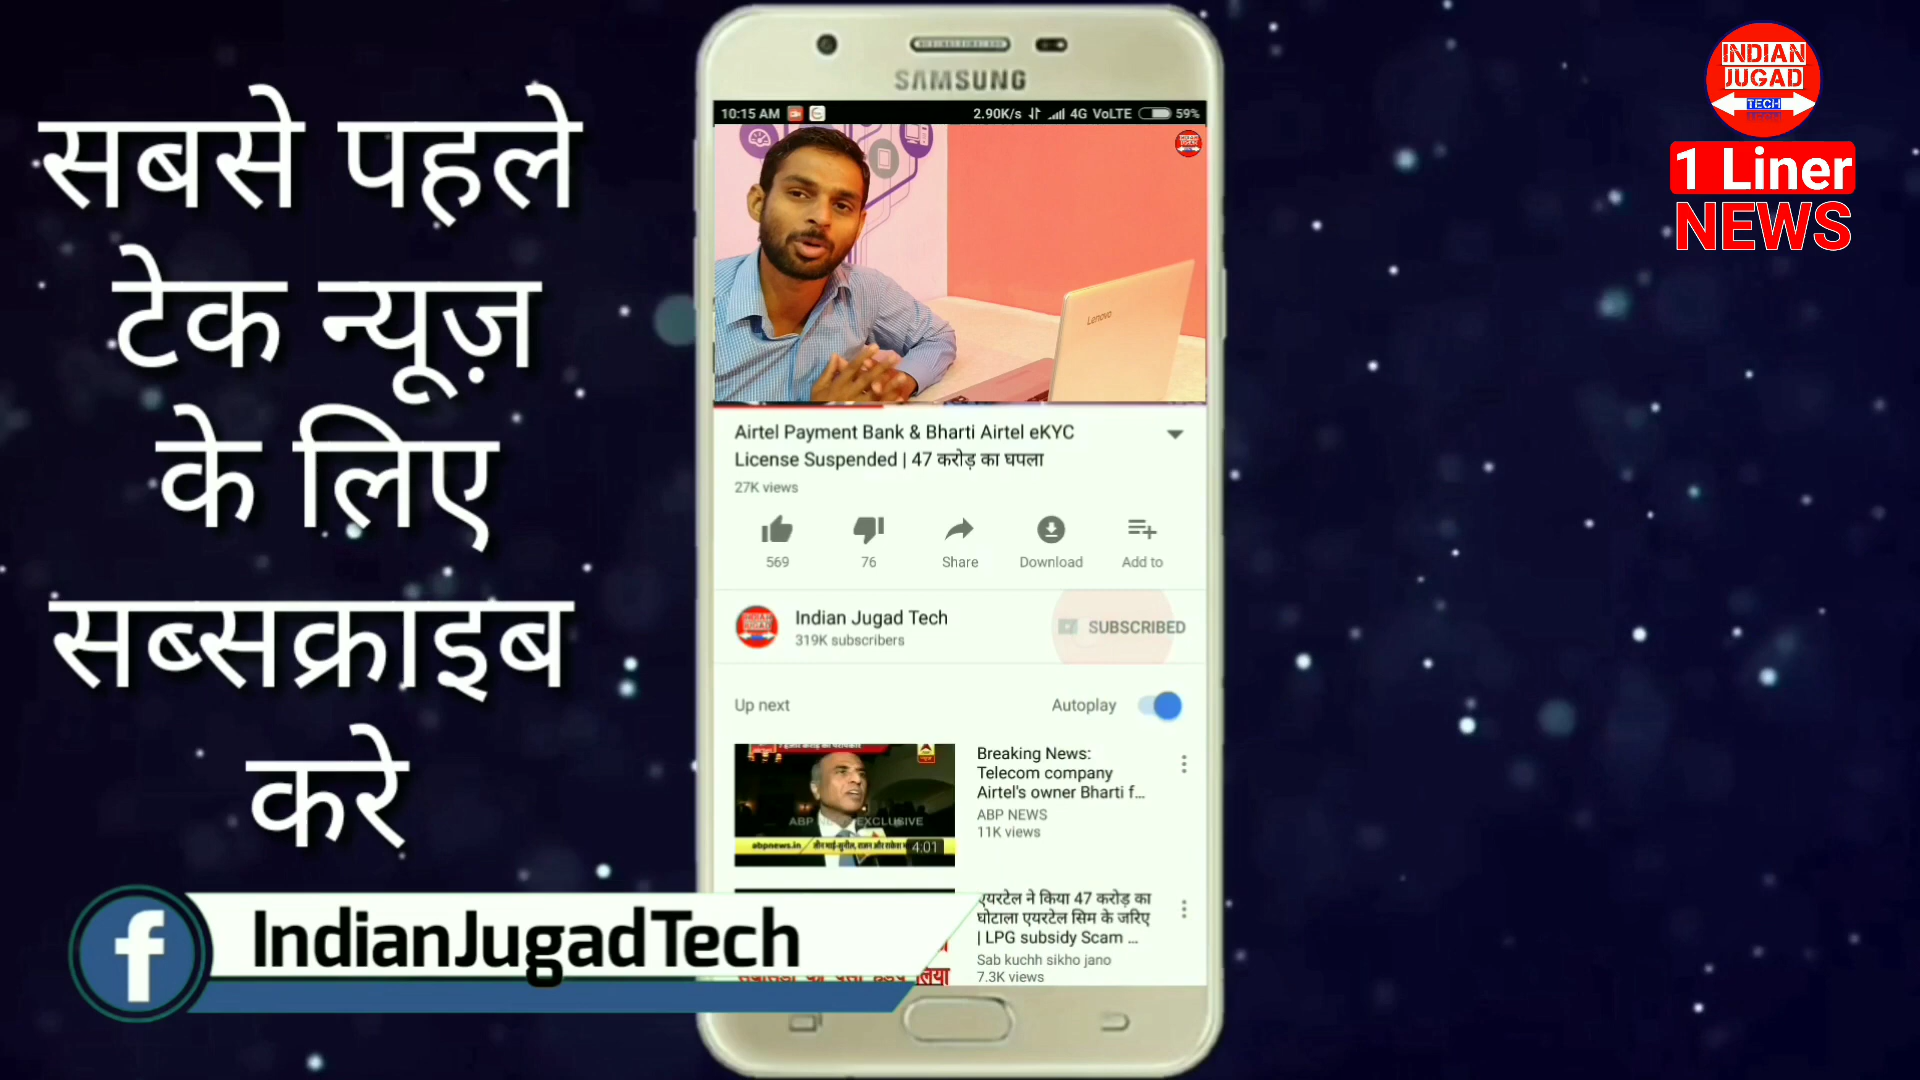 सबसे पहले
टेक न्यूज़
के लिए
सब्सक्राइब
करे
SAMSUNG
10:15 AM
2.90K/s
4G VoLTE
59%
Lenovo
Airtel Payment Bank & Bharti Airtel eKYC
License Suspended | 47 करोड़ का घपला
27K views
569
76
Share
Download
Add to
Indian Jugad Tech
319K subscribers
SUBSCRIBED
Up next
Autoplay
Breaking News:
Telecom company
Airtel's owner Bharti f...
ABP NEWS
11K views
EXCLUSIVE
abpnews.in
4:01
एयरटेल ने किया 47 करोड़ का
घोटाला एयरटेल सिम के जरिए
| LPG subsidy Scam ...
Sab kuchh sikho jano
7.3K views
f IndianJugadTech
INDIAN
JUGAD
TECH
1 Liner
NEWS